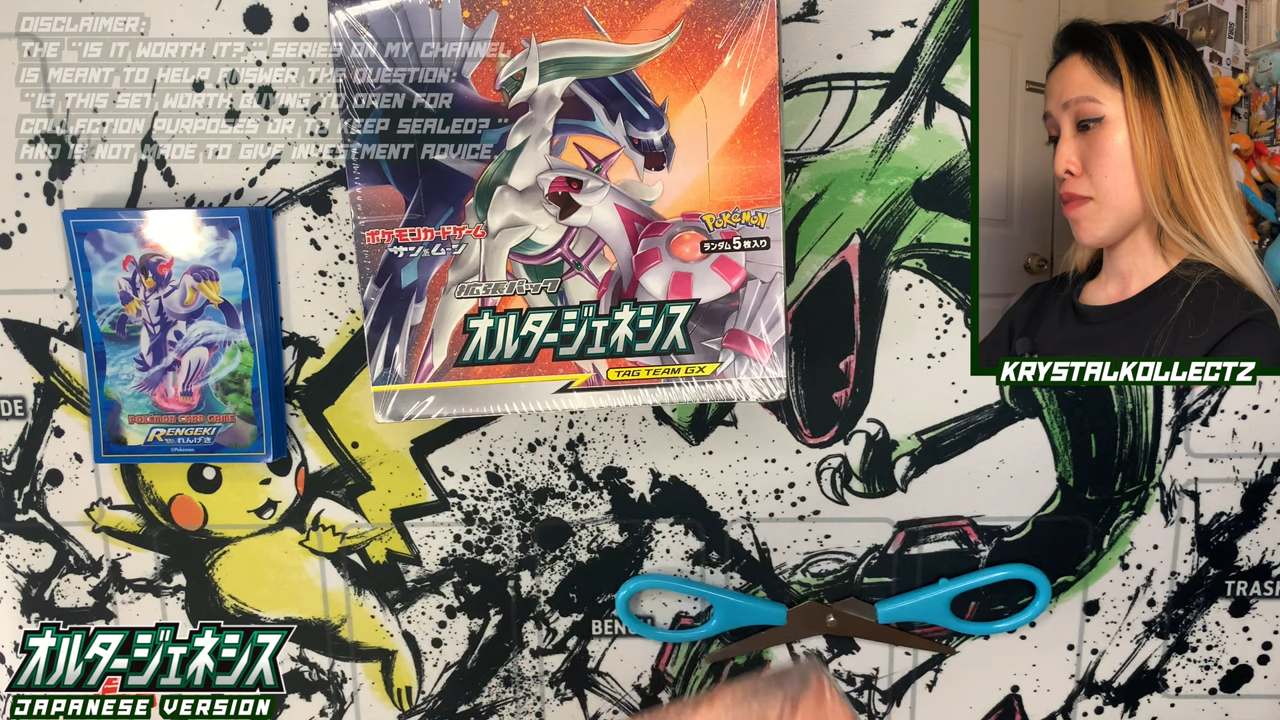 DISCLAIMER:
THE "IS IT WORTH IT?" SERIES ON MY CHANNEL
IS MEANT TO HELP ANSWER THE QUESTION:
"IS THIS SET WORTH BUYING TO OPEN FOR
COLLECTION PURPOSES OR TO KEEP SEALED?"
AND IS NOT MADE TO GIVE INVESTMENT ADVICE
ポケモンカードゲーム
サン&ムーン
Pokémon
ランダム5枚入り
拡張パック
オルタージェネシス
TAG TEAM GX
KRYSTALKOLLECTZ
POKÉMON CARD GAME
RENGEKI
れんげき
©Pokémon
DE
BENCH
TRASH
オルタージェネシス
JAPANESE VERSION